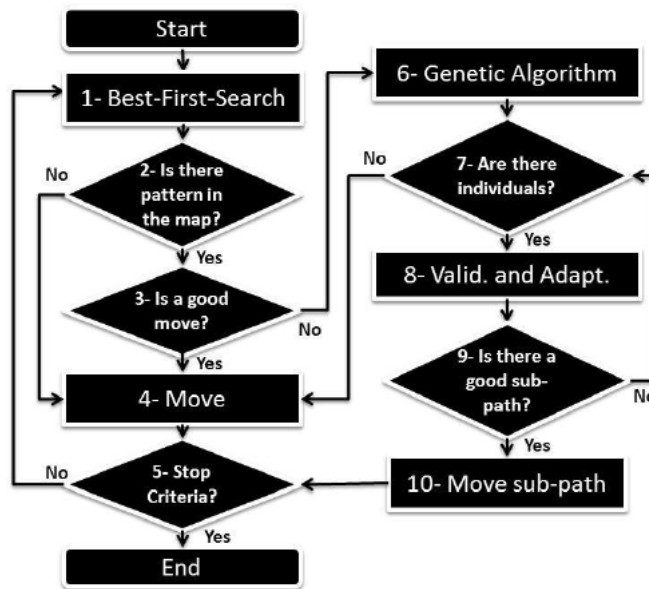 Start
1- Best-First-Search
No
2- Is there
pattern in
the map?
Yes
3- Is a good
move?
No
Yes
4- Move
No
5- Stop
Criteria?
Yes
End
6- Genetic Algorithm
No
7- Are there
individuals?
Yes
8- Valid. and Adapt.
9- Is there a
good sub-
path?
No
Yes
10- Move sub-path